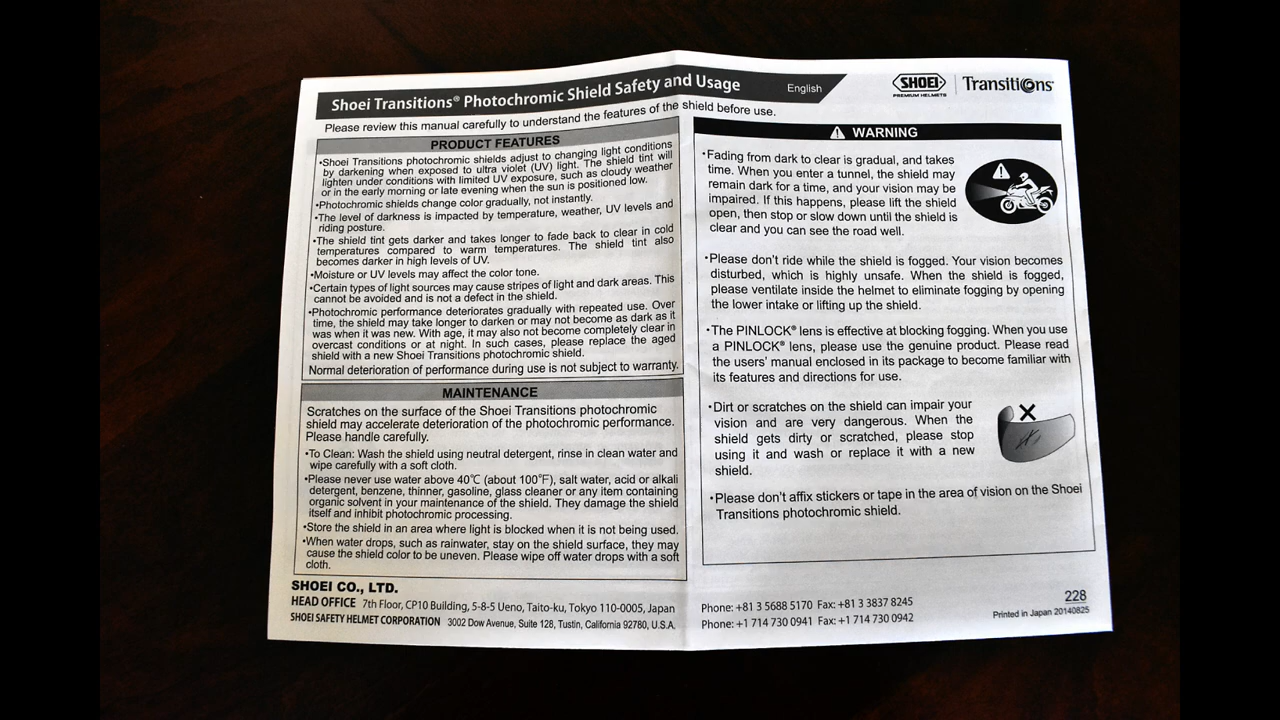 Shoei Transitions® Photochromic Shield Safety and Usage
English
SHOEI
PREMIUM HELMETS
Transitions®
Please review this manual carefully to understand the features of the shield before use.
PRODUCT FEATURES
•Shoei Transitions photochromic shields adjust to changing light conditions
by darkening when exposed to ultra violet (UV) light. The shield tint will
lighten under conditions with limited UV exposure, such as cloudy weather
or in the early morning or late evening when the sun is positioned low.
•Photochromic shields change color gradually, not instantly.
•The level of darkness is impacted by temperature, weather, UV levels and
riding posture.
•The shield tint gets darker and takes longer to fade back to clear in cold
temperatures compared to warm temperatures. The shield tint also
becomes darker in high levels of UV.
•Moisture or UV levels may affect the color tone.
•Certain types of light sources may cause stripes of light and dark areas. This
cannot be avoided and is not a defect in the shield.
•Photochromic performance deteriorates gradually with repeated use. Over
time, the shield may take longer to darken or may not become as dark as it
was when it was new. With age, it may also not become completely clear in
overcast conditions or at night. In such cases, please replace the aged
shield with a new Shoei Transitions photochromic shield.
Normal deterioration of performance during use is not subject to warranty.
MAINTENANCE
Scratches on the surface of the Shoei Transitions photochromic
shield may accelerate deterioration of the photochromic performance.
Please handle carefully.
•To Clean: Wash the shield using neutral detergent, rinse in clean water and
wipe carefully with a soft cloth.
•Please never use water above 40℃ (about 100°F), salt water, acid or alkali
detergent, benzene, thinner, gasoline, glass cleaner or any item containing
organic solvent in your maintenance of the shield. They damage the shield
itself and inhibit photochromic processing.
•Store the shield in an area where light is blocked when it is not being used.
•When water drops, such as rainwater, stay on the shield surface, they may
cause the shield color to be uneven. Please wipe off water drops with a soft
cloth.
WARNING
•Fading from dark to clear is gradual, and takes
time. When you enter a tunnel, the shield may
remain dark for a time, and your vision may be
impaired. If this happens, please lift the shield
open, then stop or slow down until the shield is
clear and you can see the road well.
•Please don't ride while the shield is fogged. Your vision becomes
disturbed, which is highly unsafe. When the shield is fogged,
please ventilate inside the helmet to eliminate fogging by opening
the lower intake or lifting up the shield.
•The PINLOCK® lens is effective at blocking fogging. When you use
a PINLOCK® lens, please use the genuine product. Please read
the users' manual enclosed in its package to become familiar with
its features and directions for use.
•Dirt or scratches on the shield can impair your
vision and are very dangerous. When the
shield gets dirty or scratched, please stop
using it and wash or replace it with a new
shield.
•Please don't affix stickers or tape in the area of vision on the Shoei
Transitions photochromic shield.
SHOEI CO., LTD.
HEAD OFFICE 7th Floor, CP10 Building, 5-8-5 Ueno, Taito-ku, Tokyo 110-0005, Japan Phone: +81 3 5688 5170 Fax: +81 3 3837 8245
SHOEI SAFETY HELMET CORPORATION 3002 Dow Avenue, Suite 128, Tustin, California 92780, U.S.A. Phone: +1 714 730 0941 Fax: +1 714 730 0942
228
Printed in Japan 20140825